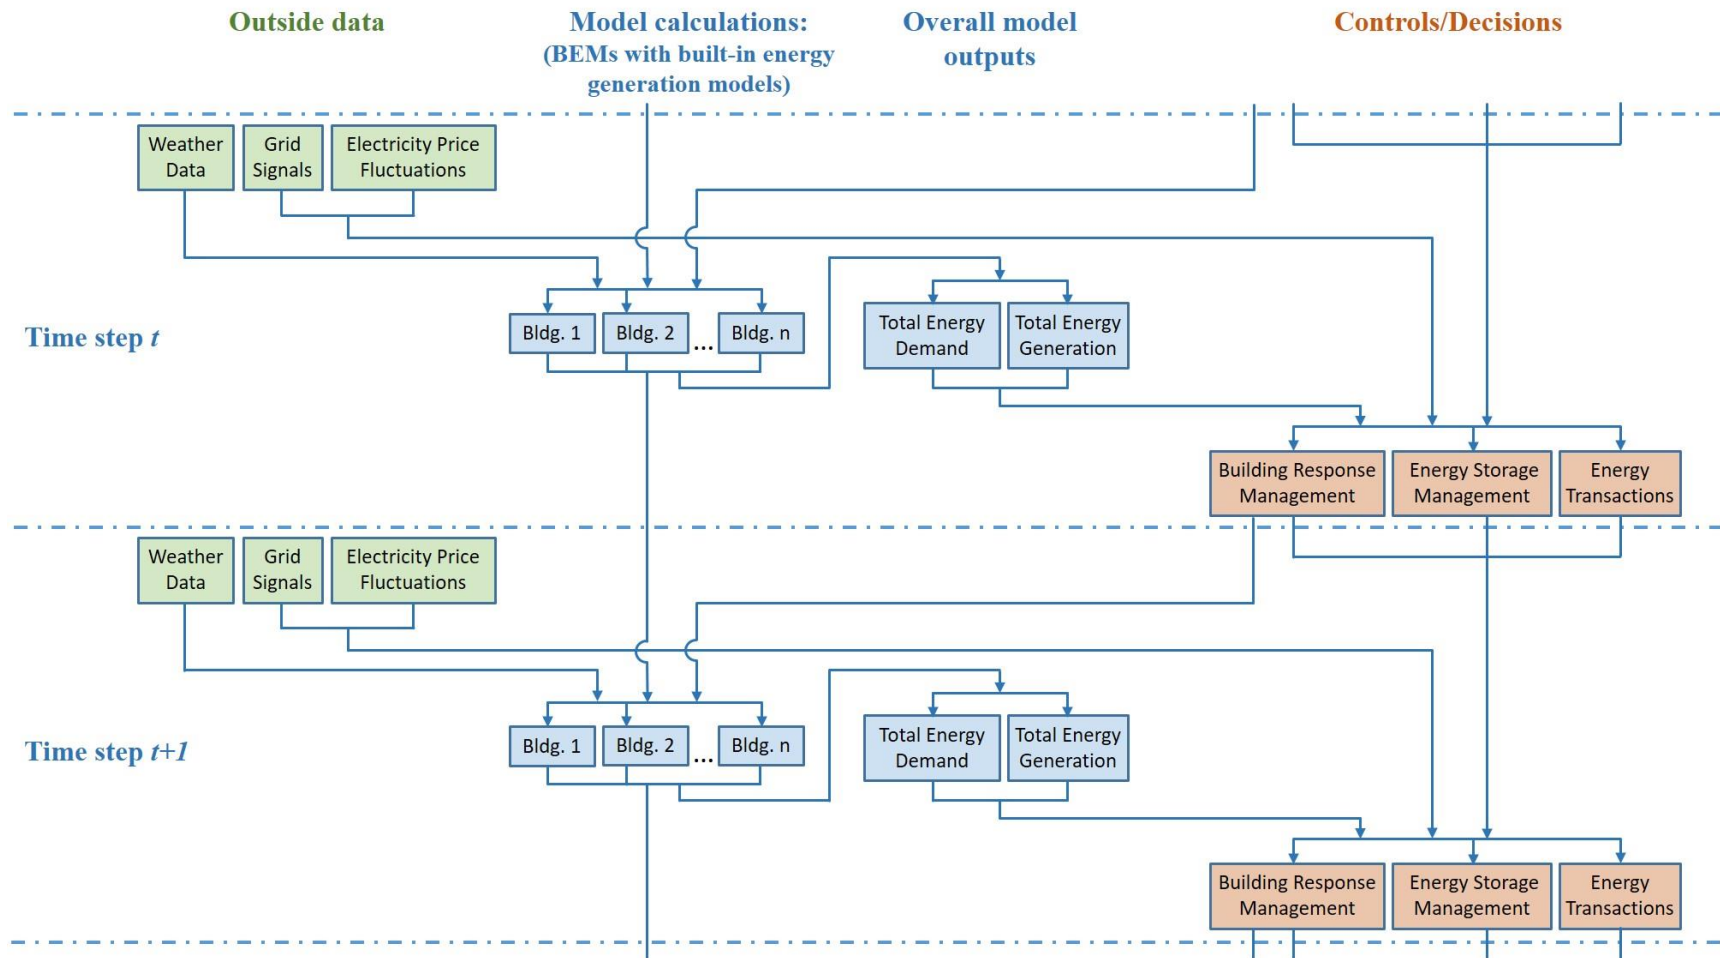 Outside data
Model calculations:
(BEMs with built-in energy
generation models)
Overall model
outputs
Controls/Decisions
Weather
Data
Grid
Signals
Electricity Price
Fluctuations
Time step t
Bldg. 1
Bldg. 2
...
Bldg. n
Total Energy
Demand
Total Energy
Generation
Building Response
Management
Energy Storage
Management
Energy
Transactions
Weather
Data
Grid
Signals
Electricity Price
Fluctuations
Time step t+1
Bldg. 1
Bldg. 2
...
Bldg. n
Total Energy
Demand
Total Energy
Generation
Building Response
Management
Energy Storage
Management
Energy
Transactions